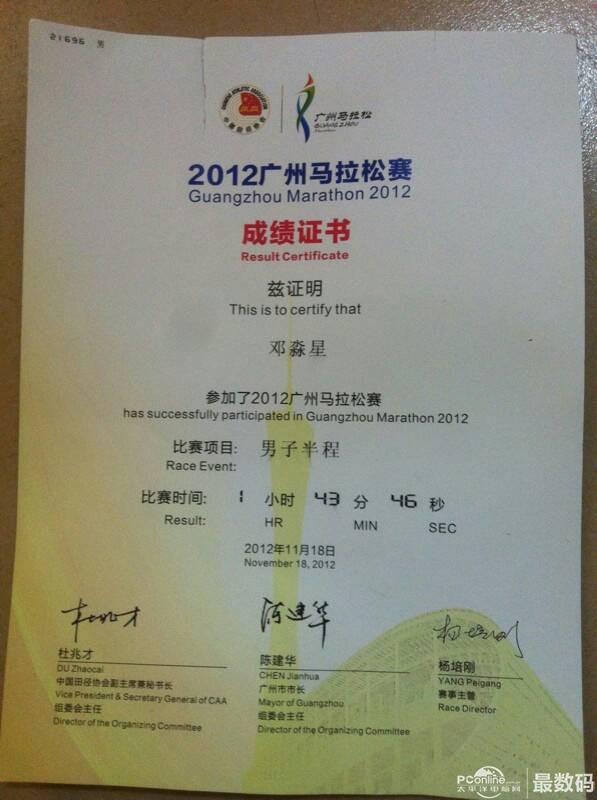 21696 男
GUANGZHOU
广州马拉松
2012广州马拉松赛
Guangzhou Marathon 2012
成绩证书
Result Certificate
兹证明
This is to certify that
邓淼星
参加了2012广州马拉松赛
has successfully participated in Guangzhou Marathon 2012
比赛项目: 男子半程
Race Event:
比赛时间: 1 小时 43 分 46 秒
Result: HR MIN SEC
2012年11月18日
November 18, 2012
杜兆才
DU Zhaocai
中国田径协会副主席兼秘书长
Vice President & Secretary General of CAA
组委会主任
Director of the Organizing Committee
陈建华
CHEN Jianhua
广州市市长
Mayor of Guangzhou
组委会主任
Director of the Organizing Committee
杨培刚
YANG Peigang
赛事主管
Race Director
PConline
太平洋电脑网
最数码